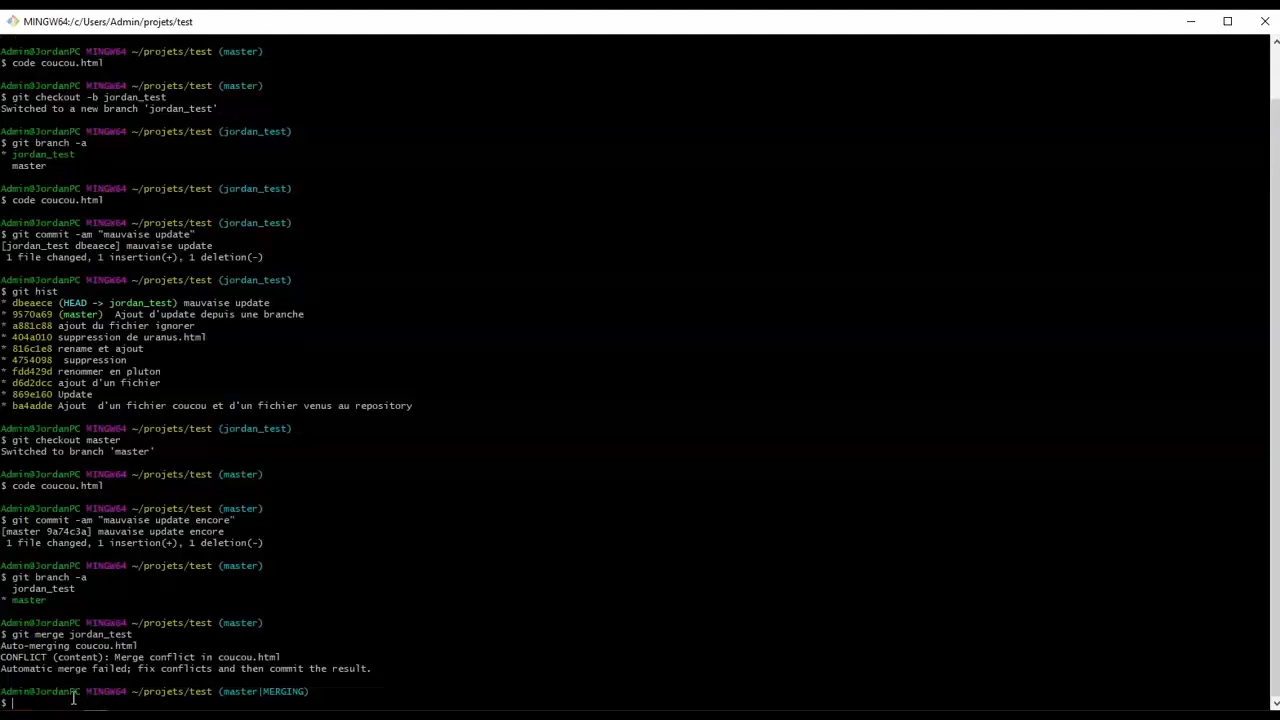 MINGW64:/c/Users/Admin/projets/test
Admin@JordanPC MINGW64 ~/projets/test (master)
$ code coucou.html
Admin@JordanPC MINGW64 ~/projets/test (master)
$ git checkout -b jordan_test
Switched to a new branch 'jordan_test'
Admin@JordanPC MINGW64 ~/projets/test (jordan_test)
$ git branch -a
* jordan_test
  master
Admin@JordanPC MINGW64 ~/projets/test (jordan_test)
$ code coucou.html
Admin@JordanPC MINGW64 ~/projets/test (jordan_test)
$ git commit -am "mauvaise update"
[jordan_test dbeaece] mauvaise update
 1 file changed, 1 insertion(+), 1 deletion(-)
Admin@JordanPC MINGW64 ~/projets/test (jordan_test)
$ git hist
* dbeaece (HEAD -> jordan_test) mauvaise update
* 9570a69 (master)  Ajout d'update depuis une branche
* a881c88 ajout du fichier ignorer
* 404a010 suppression de uranus.html
* 816c1e8 rename et ajout
* 4754098  suppression
* fdd429d renommer en pluton
* d6d2dcc ajout d'un fichier
* 869e160 Update
* ba4adde Ajout  d'un fichier coucou et d'un fichier venus au repository
Admin@JordanPC MINGW64 ~/projets/test (jordan_test)
$ git checkout master
Switched to branch 'master'
Admin@JordanPC MINGW64 ~/projets/test (master)
$ code coucou.html
Admin@JordanPC MINGW64 ~/projets/test (master)
$ git commit -am "mauvaise update encore"
[master 9a74c3a] mauvaise update encore
 1 file changed, 1 insertion(+), 1 deletion(-)
Admin@JordanPC MINGW64 ~/projets/test (master)
$ git branch -a
  jordan_test
* master
Admin@JordanPC MINGW64 ~/projets/test (master)
$ git merge jordan_test
Auto-merging coucou.html
CONFLICT (content): Merge conflict in coucou.html
Automatic merge failed; fix conflicts and then commit the result.
Admin@JordanPC MINGW64 ~/projets/test (master|MERGING)
$